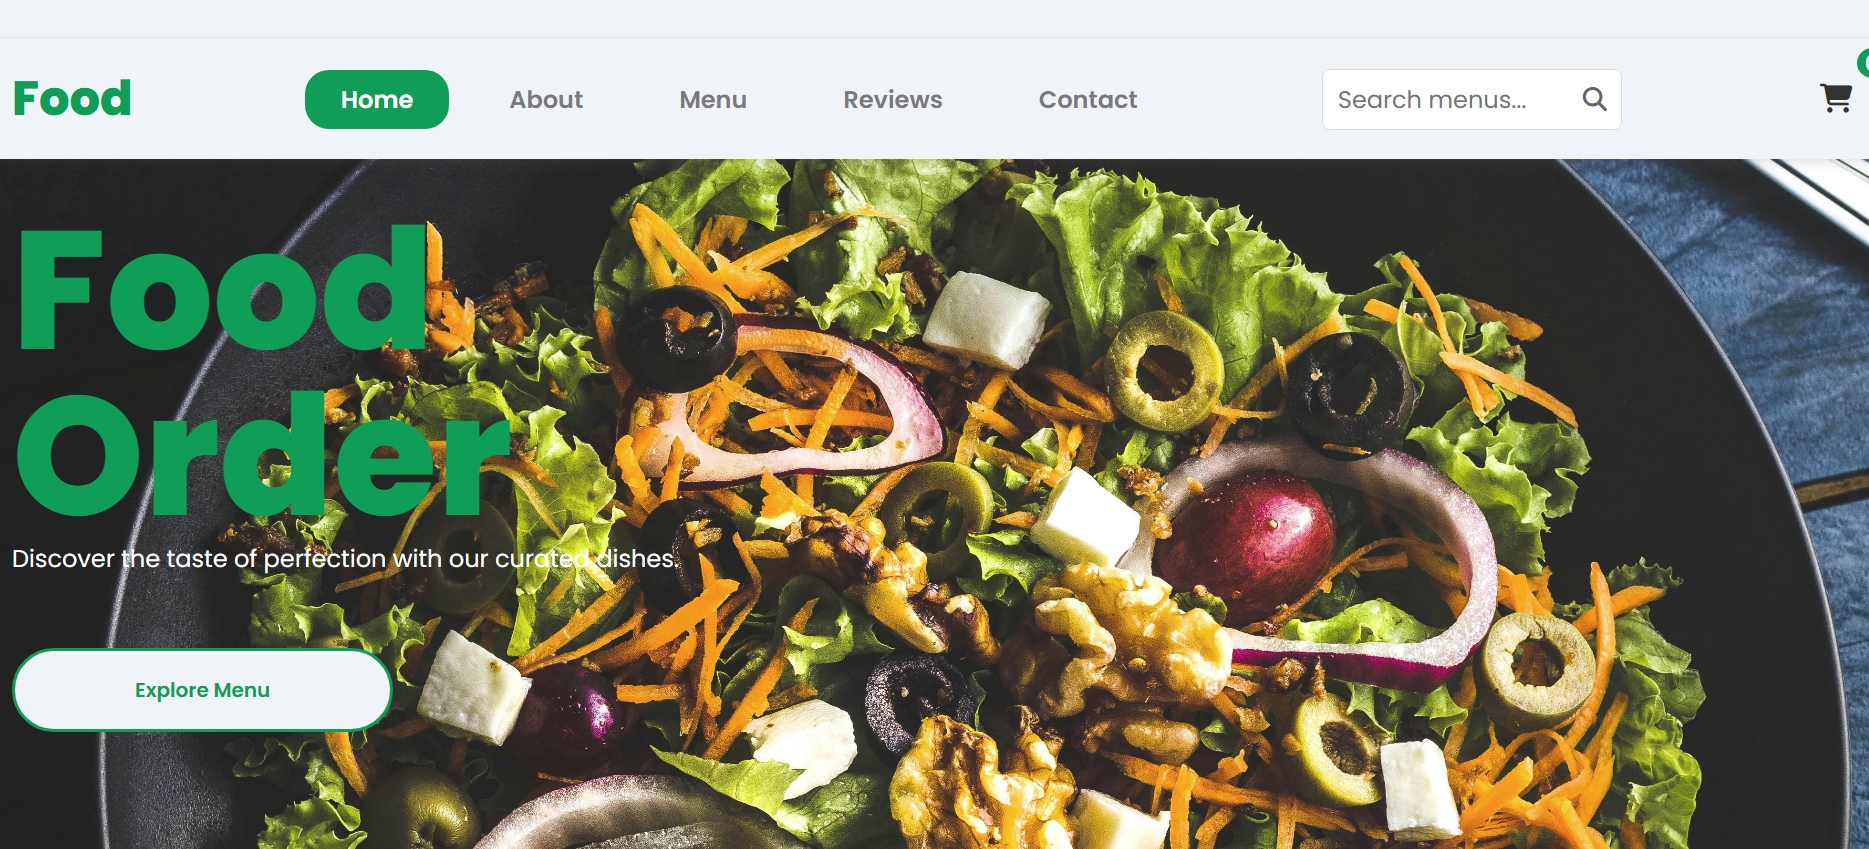 Food
Home
About
Menu
Reviews
Contact
Search menus...
Food
Order
Discover the taste of perfection with our curated dishes.
Explore Menu